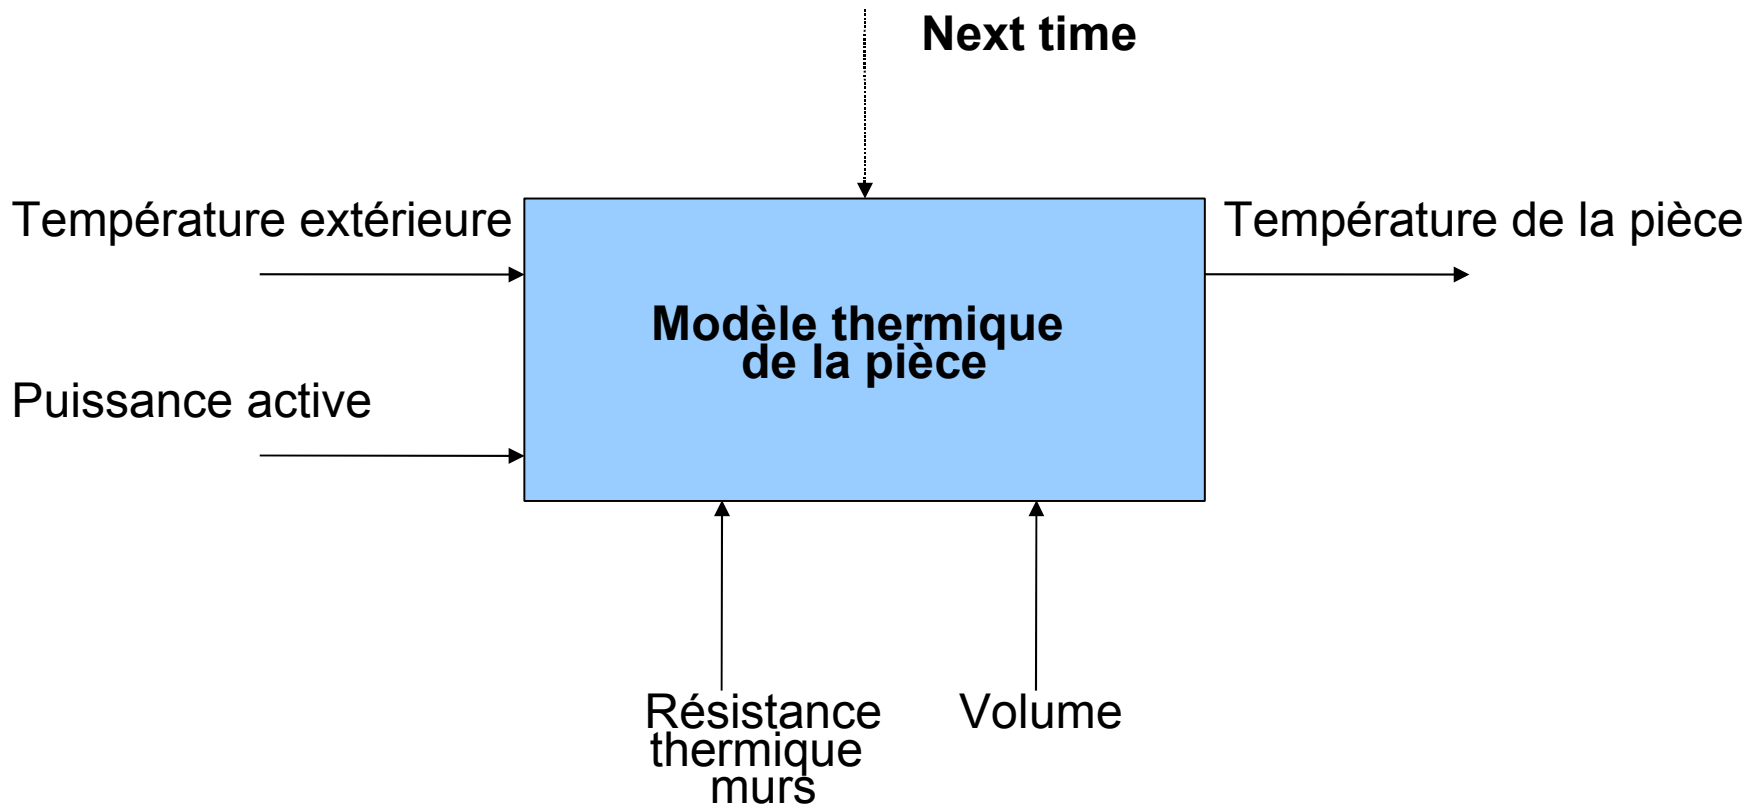 Next time
Température extérieure
Température de la pièce
Modèle thermique
de la pièce
Puissance active
Résistance
thermique
murs
Volume